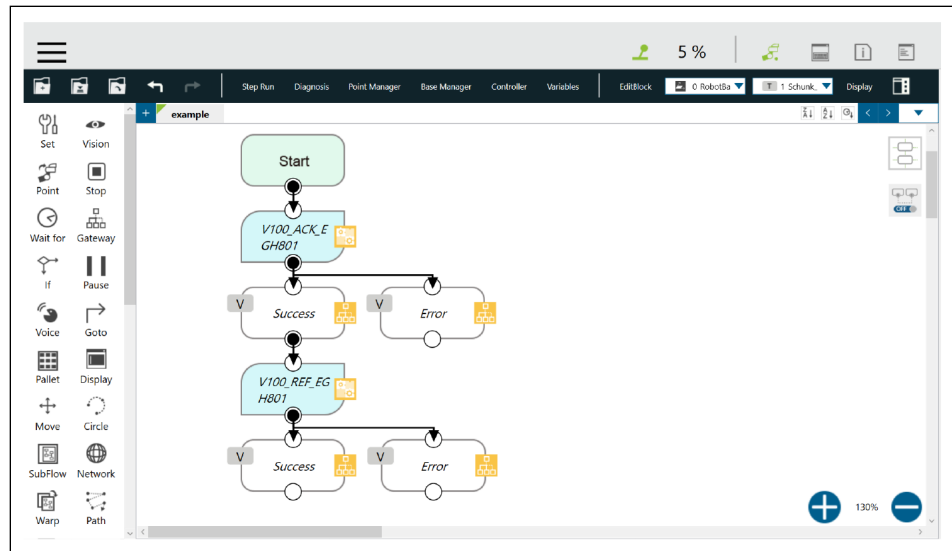 5 %
Step Run Diagnosis Point Manager Base Manager Controller Variables EditBlock 0 RobotBa 1 Schunk_ Display
+ example
Set Vision
Start
Point Stop
Wait for Gateway
V100_ACK_E
GH801
If Pause
V Success V Error
Voice Goto
Pallet Display
V100_REF_EG
H801
Move Circle
SubFlow Network
V Success V Error
Warp Path
OFF
130%